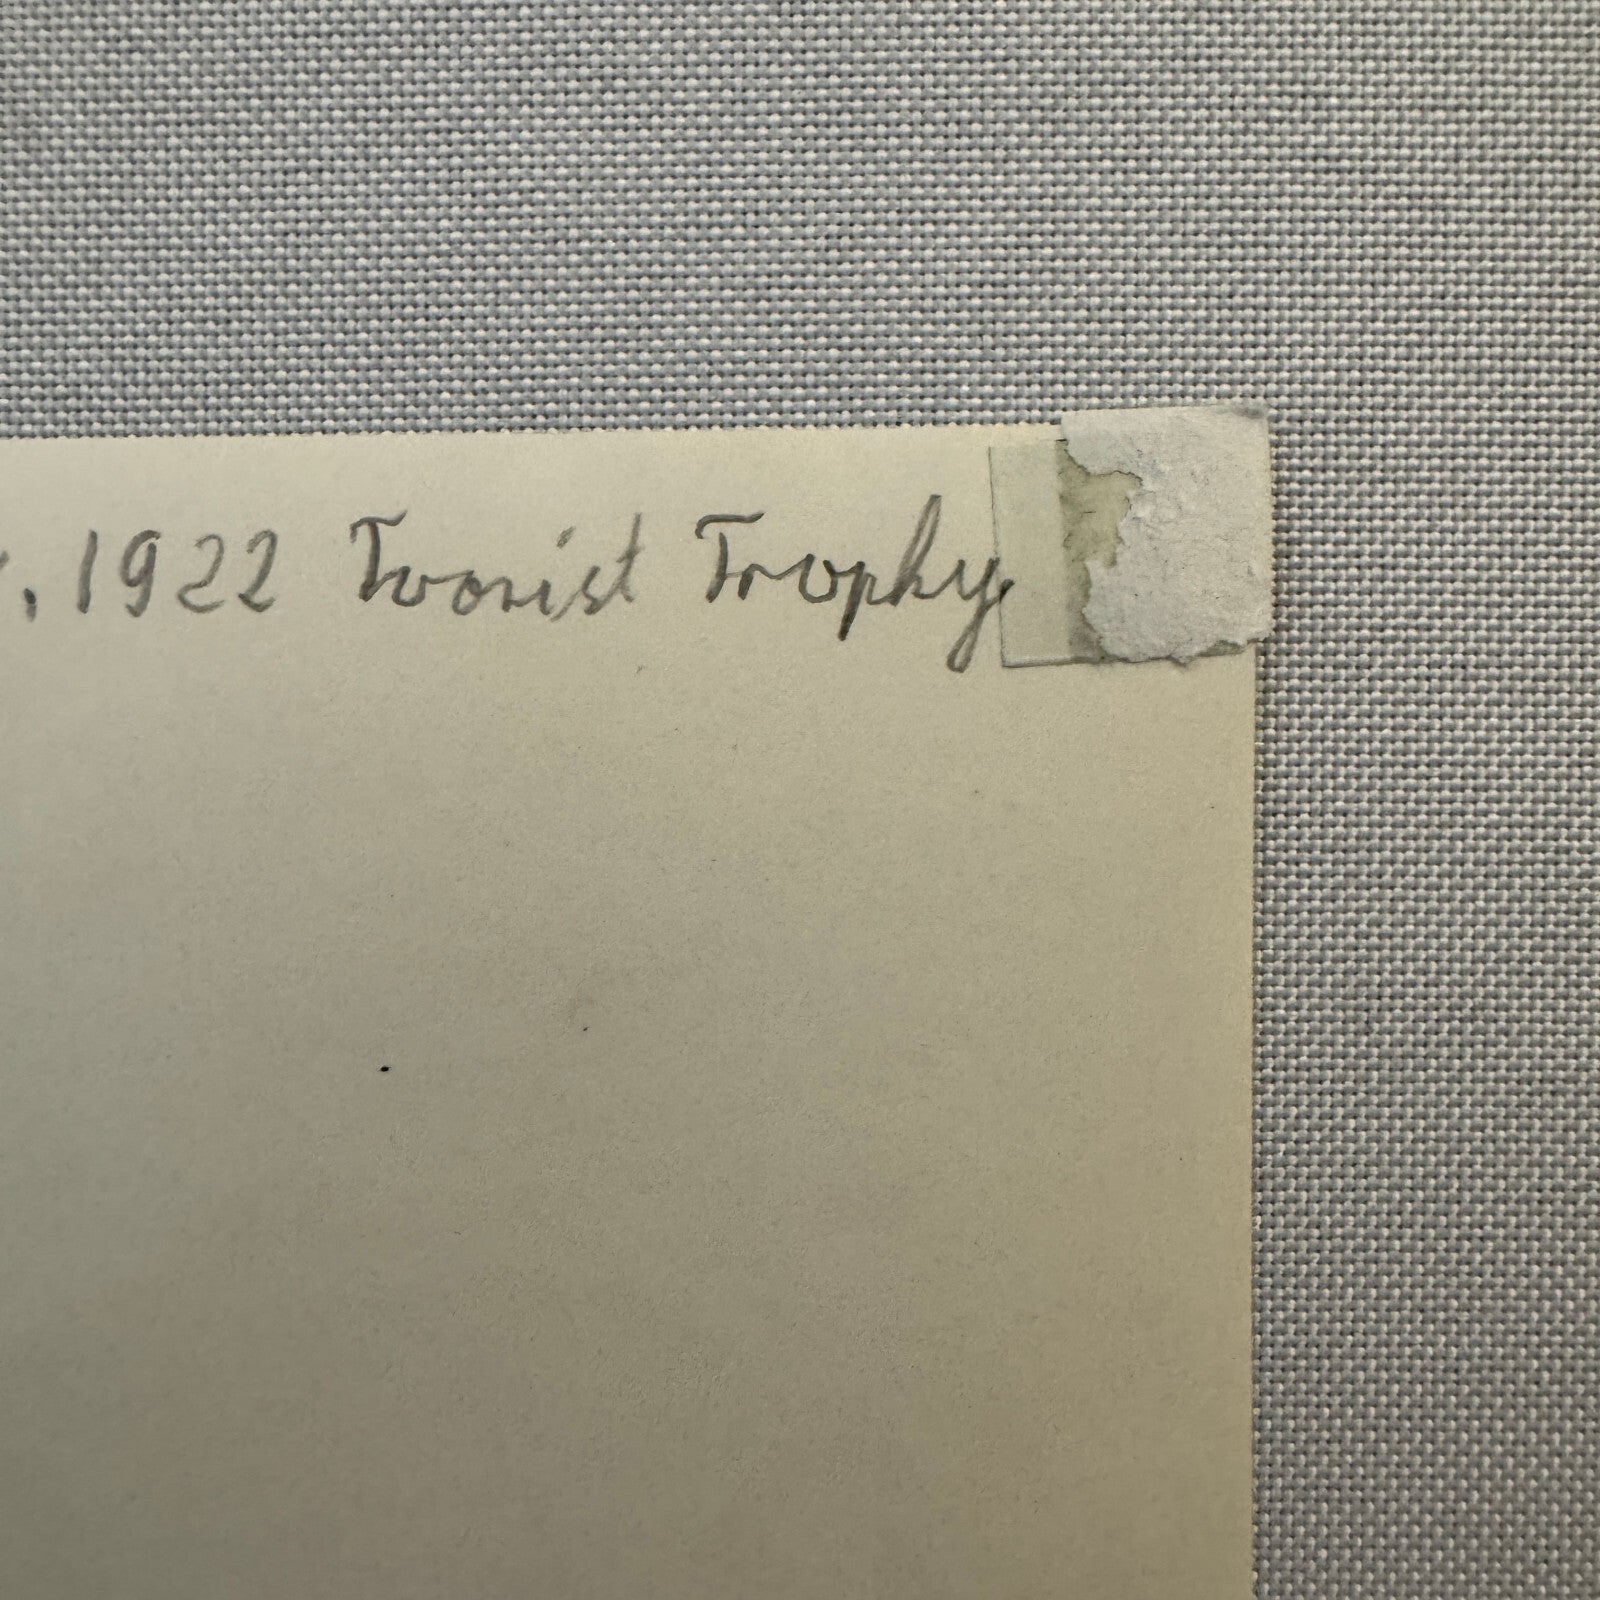 . 1922 Tourist Trophy